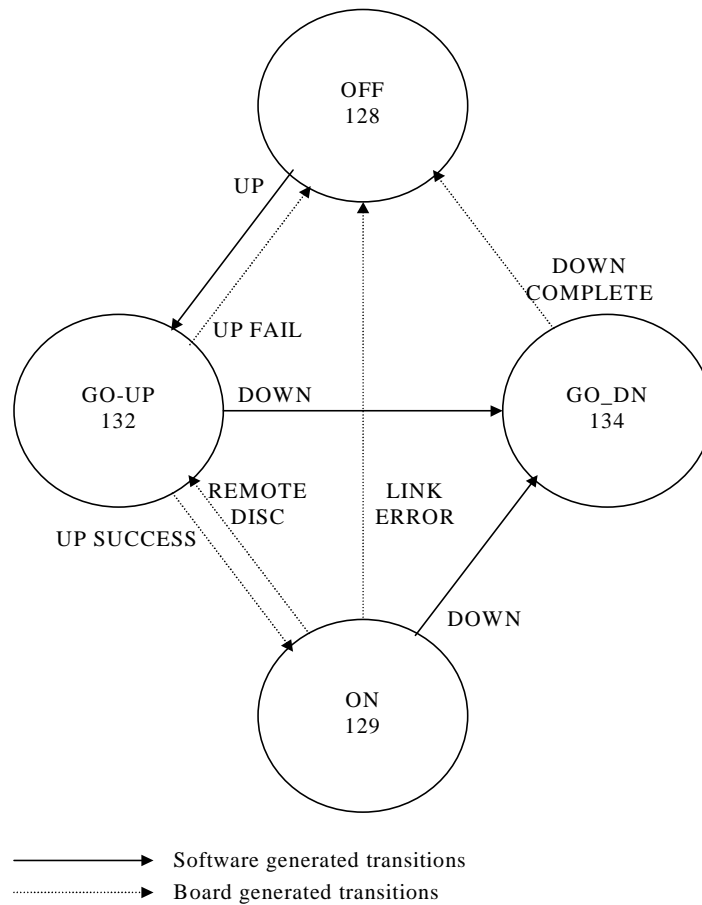 OFF
128
UP
UP FAIL
DOWN
COMPLETE
GO-UP
132
DOWN
GO_DN
134
REMOTE
DISC
UP SUCCESS
LINK
ERROR
DOWN
ON
129
Software generated transitions
Board generated transitions